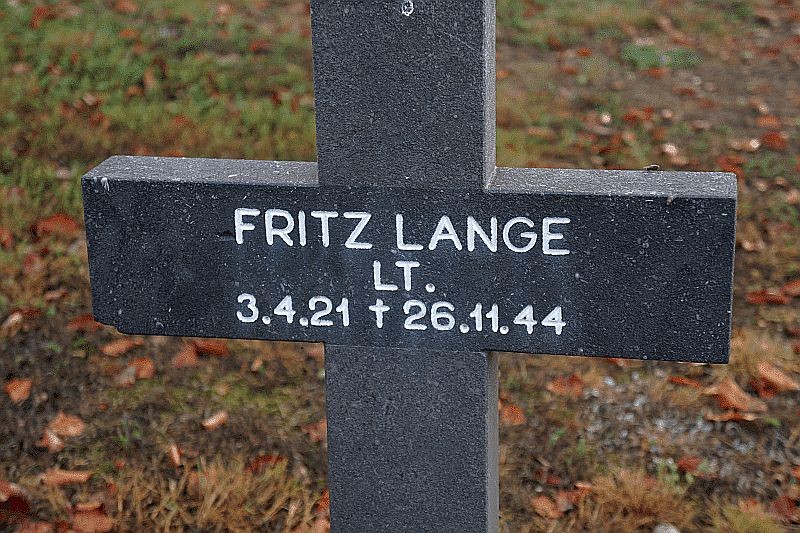 FRITZ LANGE
LT.
3.4.21 † 26.11.44